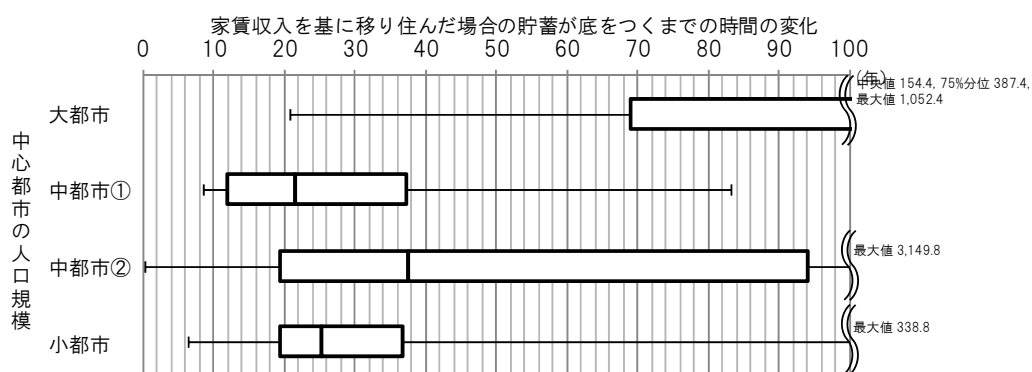 家賃収入を基に移り住んだ場合の貯蓄が底をつくまでの時間の変化
0 10 20 30 40 50 60 70 80 90 100
(年)
中央値 154.4, 75%分位 387.4,
最大値 1,052.4
大都市
中都市①
中都市②
最大値 3,149.8
小都市
最大値 338.8
中心都市の人口規模